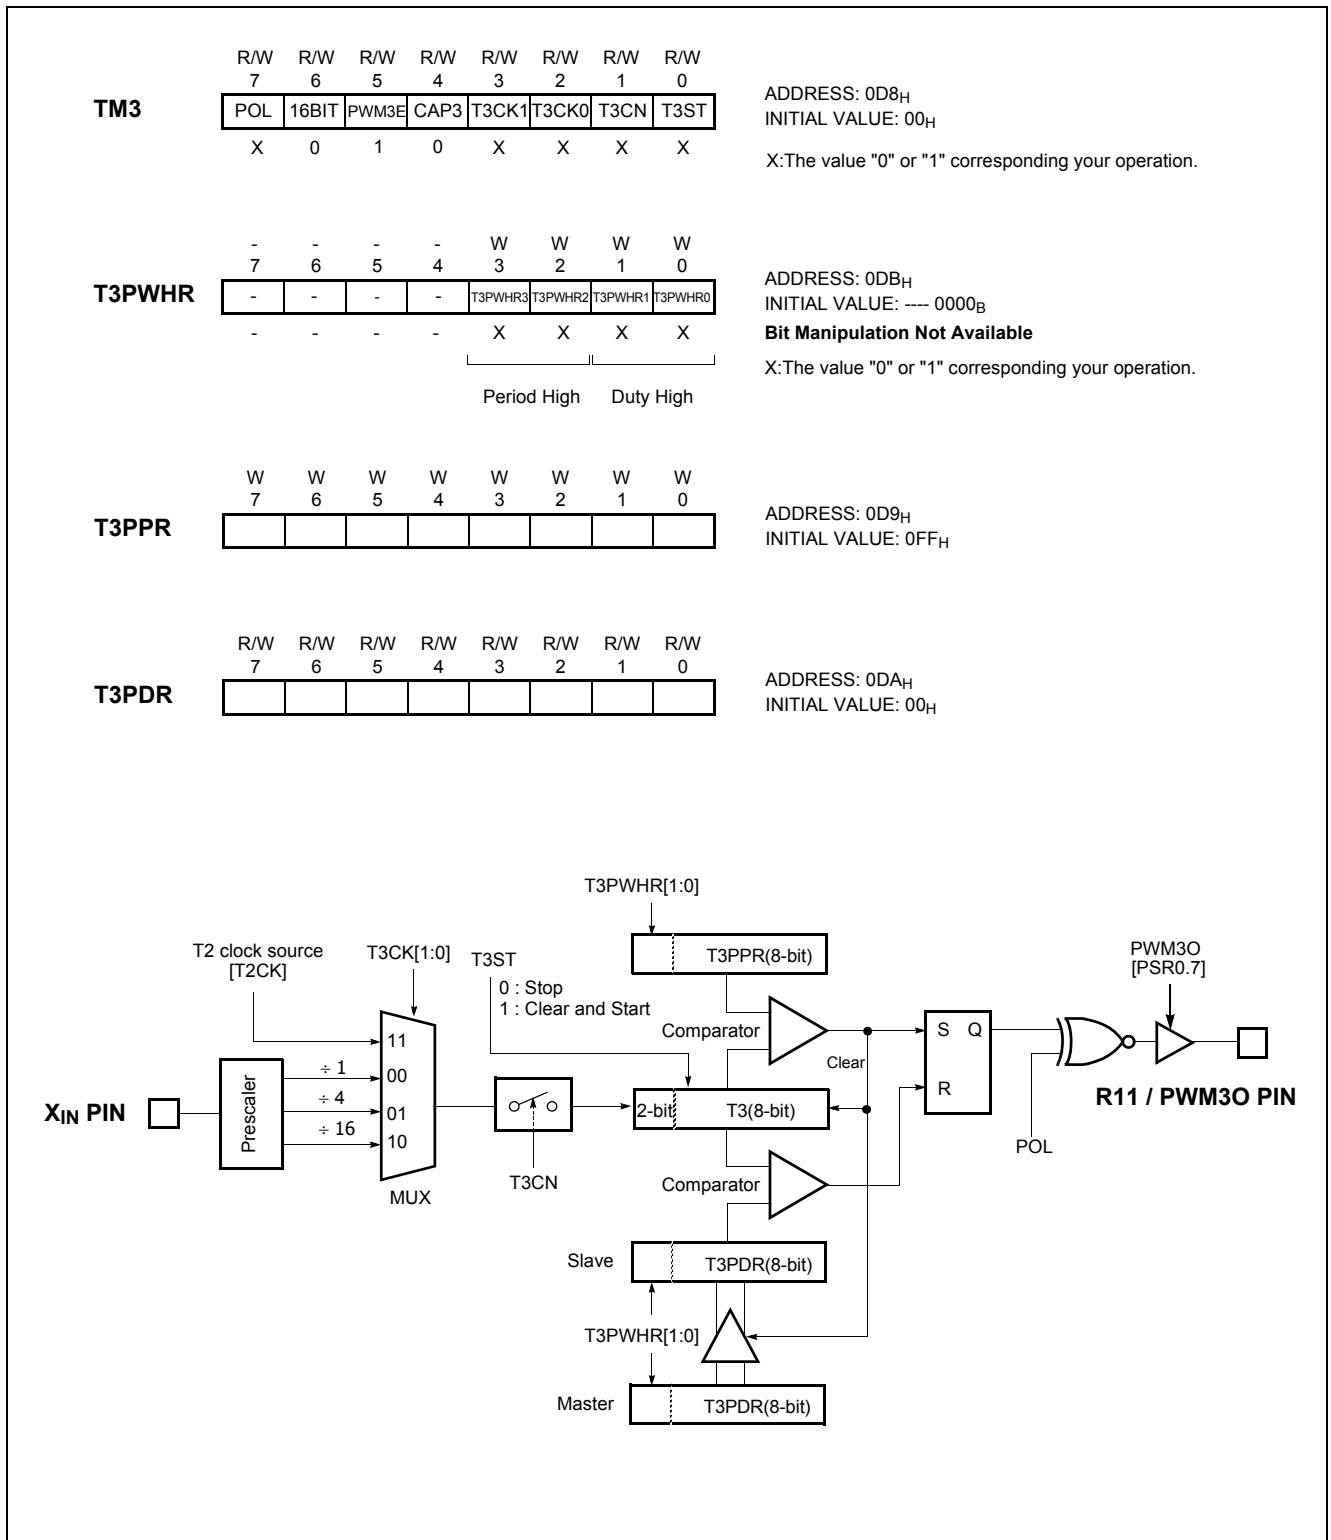 R/W R/W R/W R/W R/W R/W R/W R/W
7 6 5 4 3 2 1 0
TM3
POL 16BIT PWM3E CAP3 T3CK1 T3CK0 T3CN T3ST
X 0 1 0 X X X X
ADDRESS: 0D8H
INITIAL VALUE: 00H
X:The value "0" or "1" corresponding your operation.
- - - - W W W W
7 6 5 4 3 2 1 0
T3PWHR
- - - - T3PWHR3 T3PWHR2 T3PWHR1 T3PWHR0
- - - - X X X X
Period High Duty High
ADDRESS: 0DBH
INITIAL VALUE: ---- 0000B
Bit Manipulation Not Available
X:The value "0" or "1" corresponding your operation.
W W W W W W W W
7 6 5 4 3 2 1 0
T3PPR
ADDRESS: 0D9H
INITIAL VALUE: 0FFH
R/W R/W R/W R/W R/W R/W R/W R/W
7 6 5 4 3 2 1 0
T3PDR
ADDRESS: 0DAH
INITIAL VALUE: 00H
T3PWHR[1:0]
T2 clock source
[T2CK]
T3CK[1:0]
T3ST
0 : Stop
1 : Clear and Start
T3PPR(8-bit)
PWM3O
[PSR0.7]
Comparator
S Q
R
Clear
11
÷ 1
00
÷ 4
01
÷ 16
10
XIN PIN
Prescaler
MUX
T3CN
2-bit T3(8-bit)
R11 / PWM3O PIN
POL
Comparator
Slave
T3PDR(8-bit)
T3PWHR[1:0]
Master
T3PDR(8-bit)